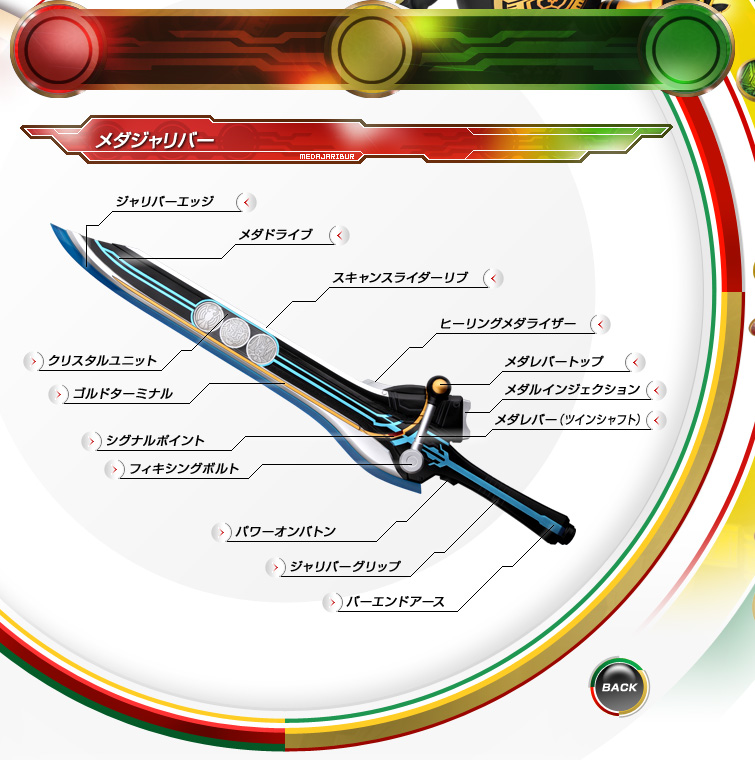 メダジャリバー
MEDAJARIBUR
ジャリバーエッジ
メダドライブ
スキャンスライダーリブ
ヒーリングメダライザー
クリスタルユニット
メダレバートップ
ゴルドターミナル
メダルインジェクション
メダレバー(ツインシャフト)
シグナルポイント
フィキシングボルト
パワーオンバトン
ジャリバーグリップ
バーエンドアース
BACK